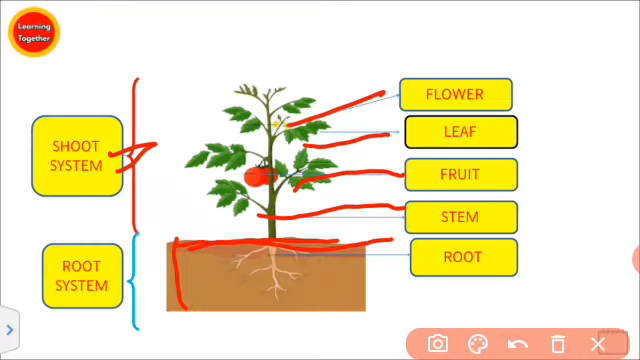 Learning
Together
SHOOT
SYSTEM
ROOT
SYSTEM
FLOWER
LEAF
FRUIT
STEM
ROOT